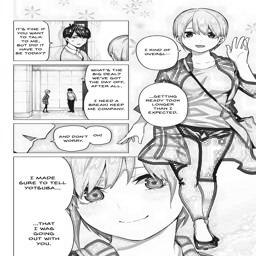 IT'S FINE IF
YOU WANT
TO TALK
TO ME,
BUT DID IT
HAVE TO
BE TODAY?
I KIND OF
OVERSL-
WHAT'S THE
BIG DEAL?
WE'VE GOT
THE DAY OFF,
AFTER ALL.
I NEED A
BREAK! KEEP
ME COMPANY.
...GETTING
READY TOOK
LONGER
THAN I
EXPECTED.
OH!
AND DON'T
WORRY.
I MADE
SURE TO TELL
YOTSUBA...
...THAT
I WAS
GOING
OUT WITH
YOU.